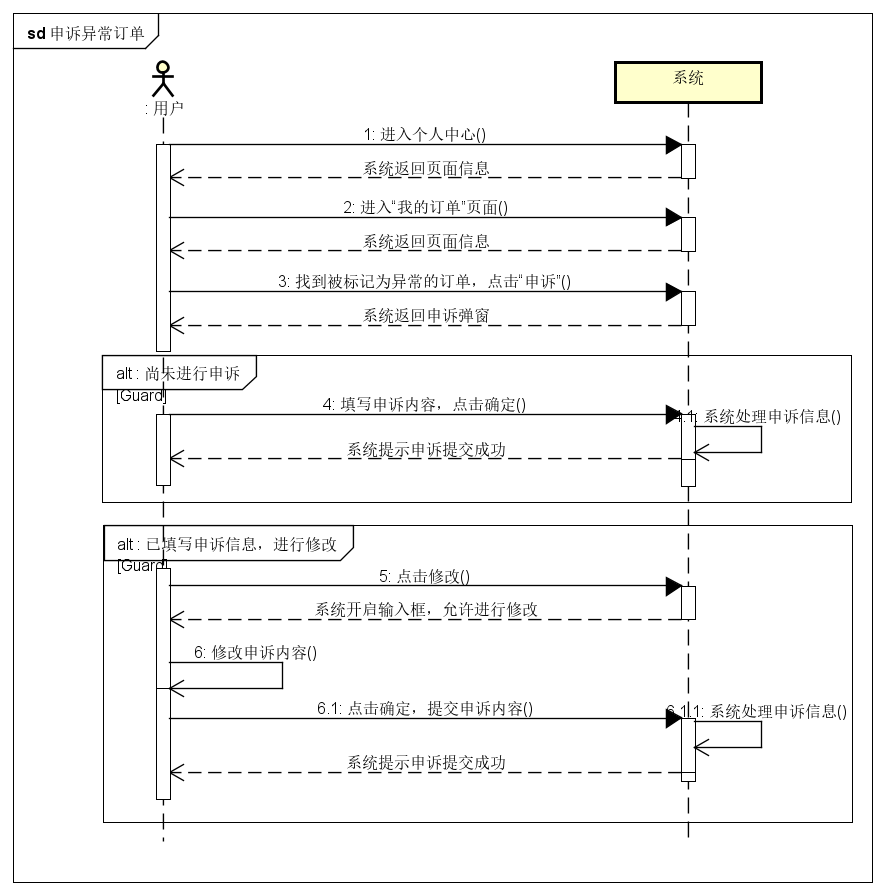 sd 申诉异常订单
: 用户
系统
1: 进入个人中心()
系统返回页面信息
2: 进入“我的订单”页面()
系统返回页面信息
3: 找到被标记为异常的订单，点击“申诉”()
系统返回申诉弹窗
alt : 尚未进行申诉
[Guard]
4: 填写申诉内容，点击确定()
4.1: 系统处理申诉信息()
系统提示申诉提交成功
alt : 已填写申诉信息，进行修改
[Guard]
5: 点击修改()
系统开启输入框，允许进行修改
6: 修改申诉内容()
6.1: 点击确定，提交申诉内容()
6.1.1: 系统处理申诉信息()
系统提示申诉提交成功